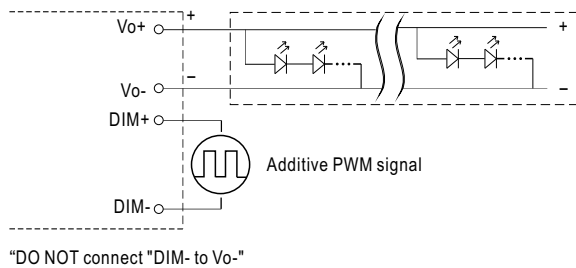 Vo+
+
+
Vo-
−
−
DIM+
Additive PWM signal
DIM-
“DO NOT connect "DIM- to Vo-"